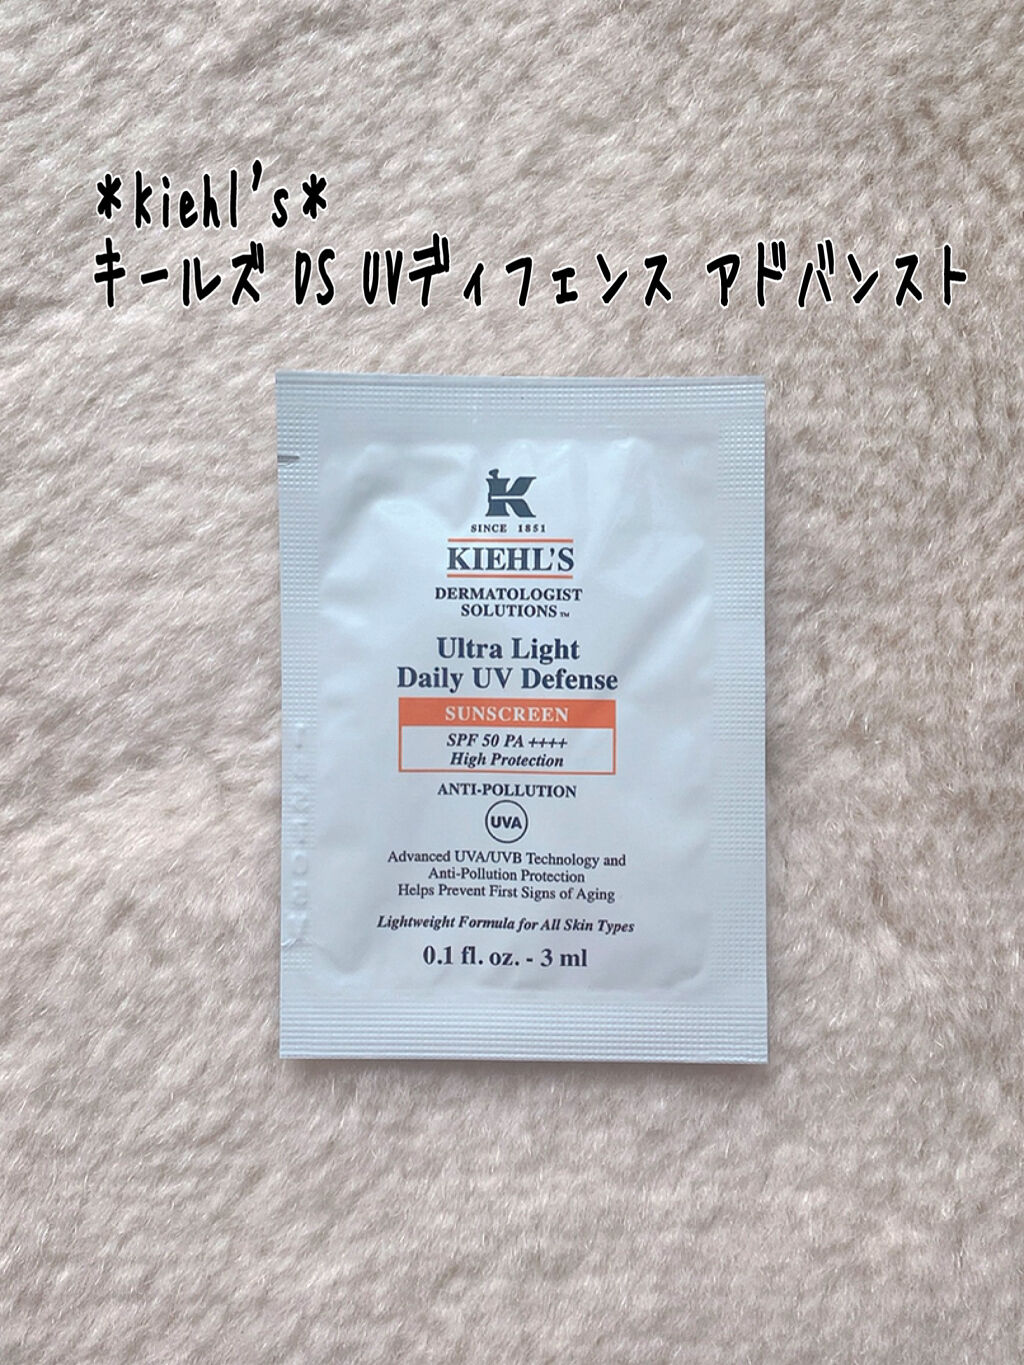 *kiehl's*
キールズ DS UVディフェンス アドバンスト
K
SINCE 1851
KIEHL'S
DERMATOLOGIST
SOLUTIONS™
Ultra Light
Daily UV Defense
SUNSCREEN
SPF 50 PA ++++
High Protection
ANTI-POLLUTION
UVA
Advanced UVA/UVB Technology and
Anti-Pollution Protection
Helps Prevent First Signs of Aging
Lightweight Formula for All Skin Types
0.1 fl. oz. - 3 ml